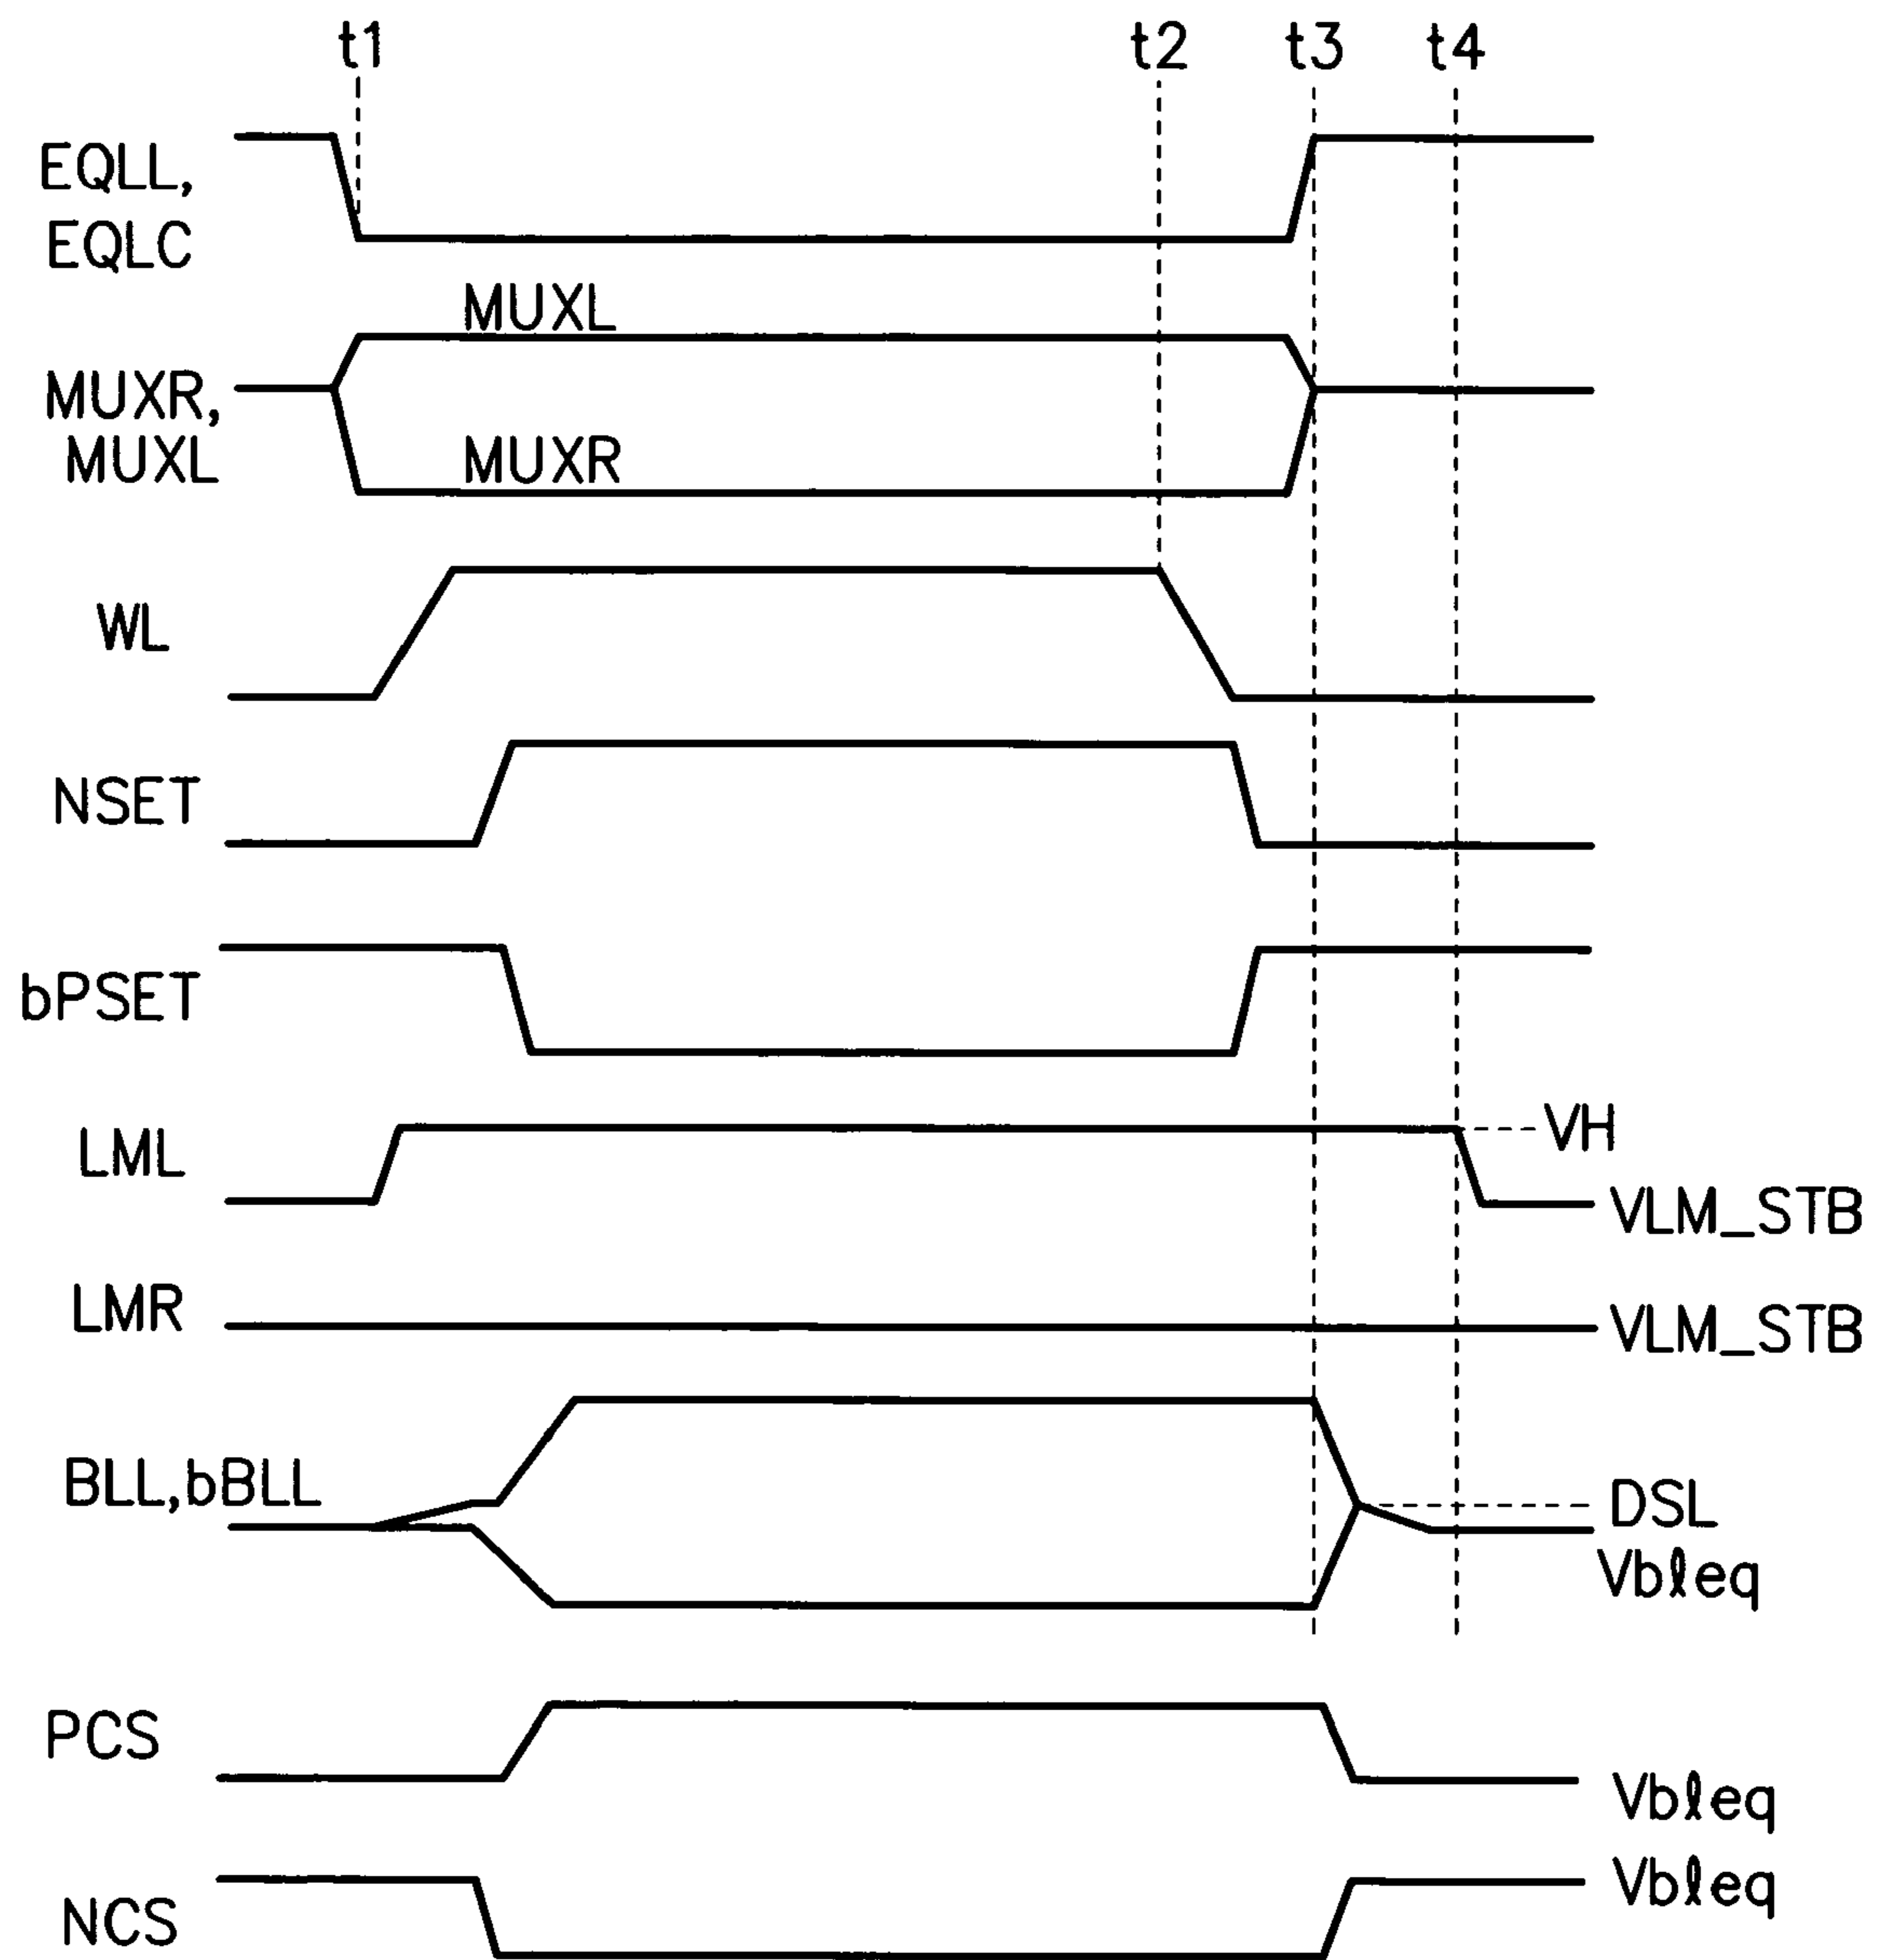 t1 t2 t3 t4
EQLL,
EQLC
MUXL
MUXR,
MUXL
MUXR
WL
NSET
bPSET
LML
VH
VLM_STB
LMR
VLM_STB
BLL,bBLL
DSL
Vbℓeq
PCS
Vbℓeq
NCS
Vbℓeq